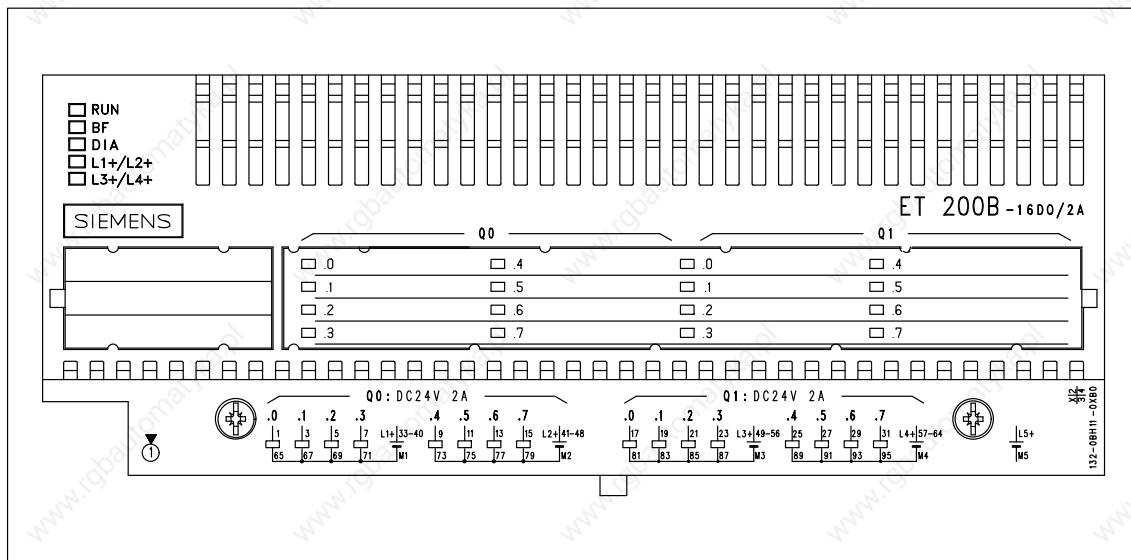 RUN
BF
DIA
L1+/L2+
L3+/L4+
SIEMENS
ET 200B -16DO/2A
Q0 Q1
.0 .4 .0 .4
.1 .5 .1 .5
.2 .6 .2 .6
.3 .7 .3 .7
Q0: DC24V 2A Q1: DC24V 2A
.0 .1 .2 .3 .4 .5 .6 .7 .0 .1 .2 .3 .4 .5 .6 .7
1 3 5 7 L1+ 33-40 9 11 13 15 L2+ 41-48 17 19 21 23 L3+ 49-56 25 27 29 31 L4+ 57-64 L5+
65 67 69 71 M1 73 75 77 79 M2 81 83 85 87 M3 89 91 93 95 M4 M5
1
132-0BH11-0XB0
www.rgbautomatyka.pl